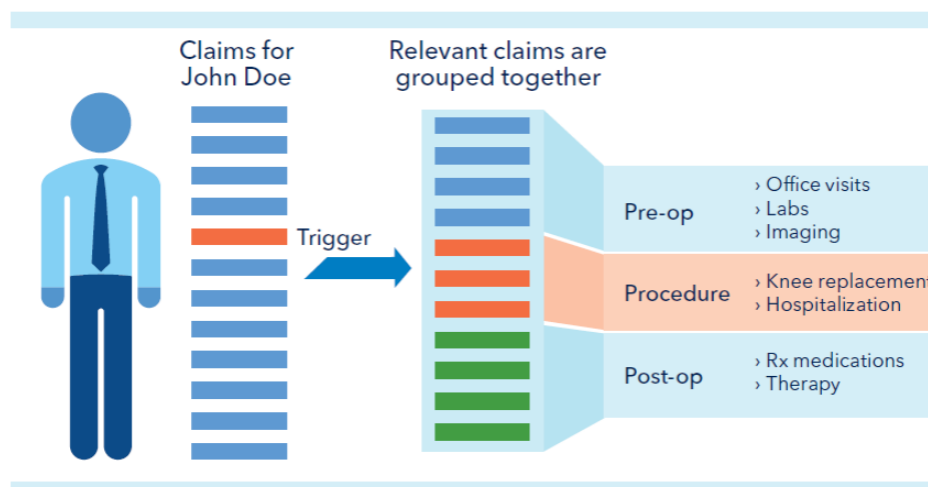 Claims for
John Doe
Relevant claims are
grouped together
Trigger
Pre-op
› Office visits
› Labs
› Imaging
Procedure
› Knee replacement
› Hospitalization
Post-op
› Rx medications
› Therapy